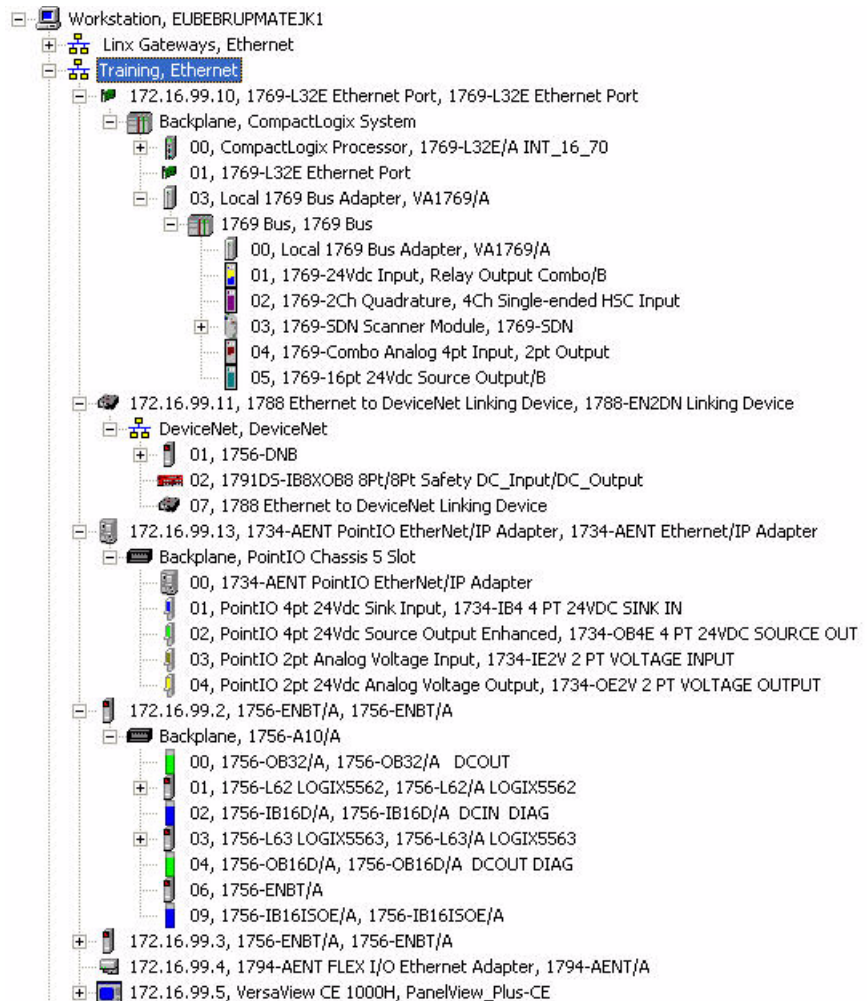 Workstation, EUBEBRUPMATEJK1
Linx Gateways, Ethernet
Training, Ethernet
172.16.99.10, 1769-L32E Ethernet Port, 1769-L32E Ethernet Port
Backplane, CompactLogix System
00, CompactLogix Processor, 1769-L32E/A INT_16_70
01, 1769-L32E Ethernet Port
03, Local 1769 Bus Adapter, VA1769/A
1769 Bus, 1769 Bus
00, Local 1769 Bus Adapter, VA1769/A
01, 1769-24Vdc Input, Relay Output Combo/B
02, 1769-2Ch Quadrature, 4Ch Single-ended HSC Input
03, 1769-SDN Scanner Module, 1769-SDN
04, 1769-Combo Analog 4pt Input, 2pt Output
05, 1769-16pt 24Vdc Source Output/B
172.16.99.11, 1788 Ethernet to DeviceNet Linking Device, 1788-EN2DN Linking Device
DeviceNet, DeviceNet
01, 1756-DNB
02, 1791DS-IB8XOB8 8Pt/8Pt Safety DC_Input/DC_Output
07, 1788 Ethernet to DeviceNet Linking Device
172.16.99.13, 1734-AENT PointIO EtherNet/IP Adapter, 1734-AENT Ethernet/IP Adapter
Backplane, PointIO Chassis 5 Slot
00, 1734-AENT PointIO EtherNet/IP Adapter
01, PointIO 4pt 24Vdc Sink Input, 1734-IB4 4 PT 24VDC SINK IN
02, PointIO 4pt 24Vdc Source Output Enhanced, 1734-OB4E 4 PT 24VDC SOURCE OUT
03, PointIO 2pt Analog Voltage Input, 1734-IE2V 2 PT VOLTAGE INPUT
04, PointIO 2pt 24Vdc Analog Voltage Output, 1734-OE2V 2 PT VOLTAGE OUTPUT
172.16.99.2, 1756-ENBT/A, 1756-ENBT/A
Backplane, 1756-A10/A
00, 1756-OB32/A, 1756-OB32/A DCOUT
01, 1756-L62 LOGIX5562, 1756-L62/A LOGIX5562
02, 1756-IB16D/A, 1756-IB16D/A DCIN DIAG
03, 1756-L63 LOGIX5563, 1756-L63/A LOGIX5563
04, 1756-OB16D/A, 1756-OB16D/A DCOUT DIAG
06, 1756-ENBT/A
09, 1756-IB16ISOE/A, 1756-IB16ISOE/A
172.16.99.3, 1756-ENBT/A, 1756-ENBT/A
172.16.99.4, 1794-AENT FLEX I/O Ethernet Adapter, 1794-AENT/A
172.16.99.5, VersaView CE 1000H, PanelView_Plus-CE